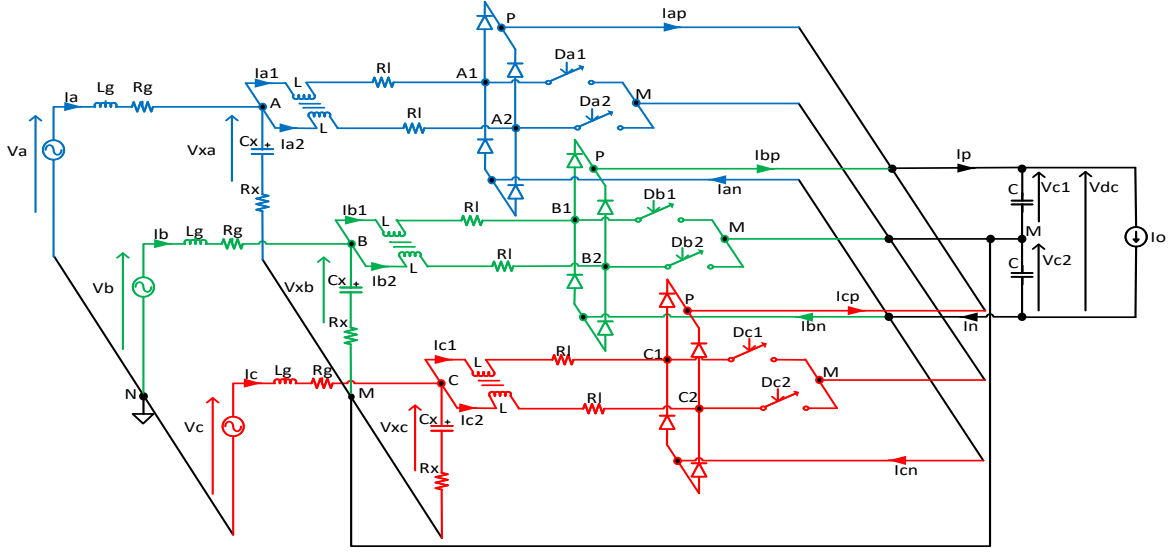 P Iap
Da1
Ia Lg Rg Ia1 L Rl A1
A Da2 M
L Rl A2
Va Vxa Cx Ia2
P Ibp Ip
Rx Ian C Vc1 Vdc
Ib1 L Rl B1 Db1 M Io
Ib Lg Rg B Db2 M
L Rl B2 C Vc2
Vb Vxb Cx Ib2
P Icp
Rx Ibn In
Ic1 L Rl C1 Dc1
Ic Lg Rg C M
N M Dc2
L Rl C2
Vc Vxc Cx Ic2
Rx Icn